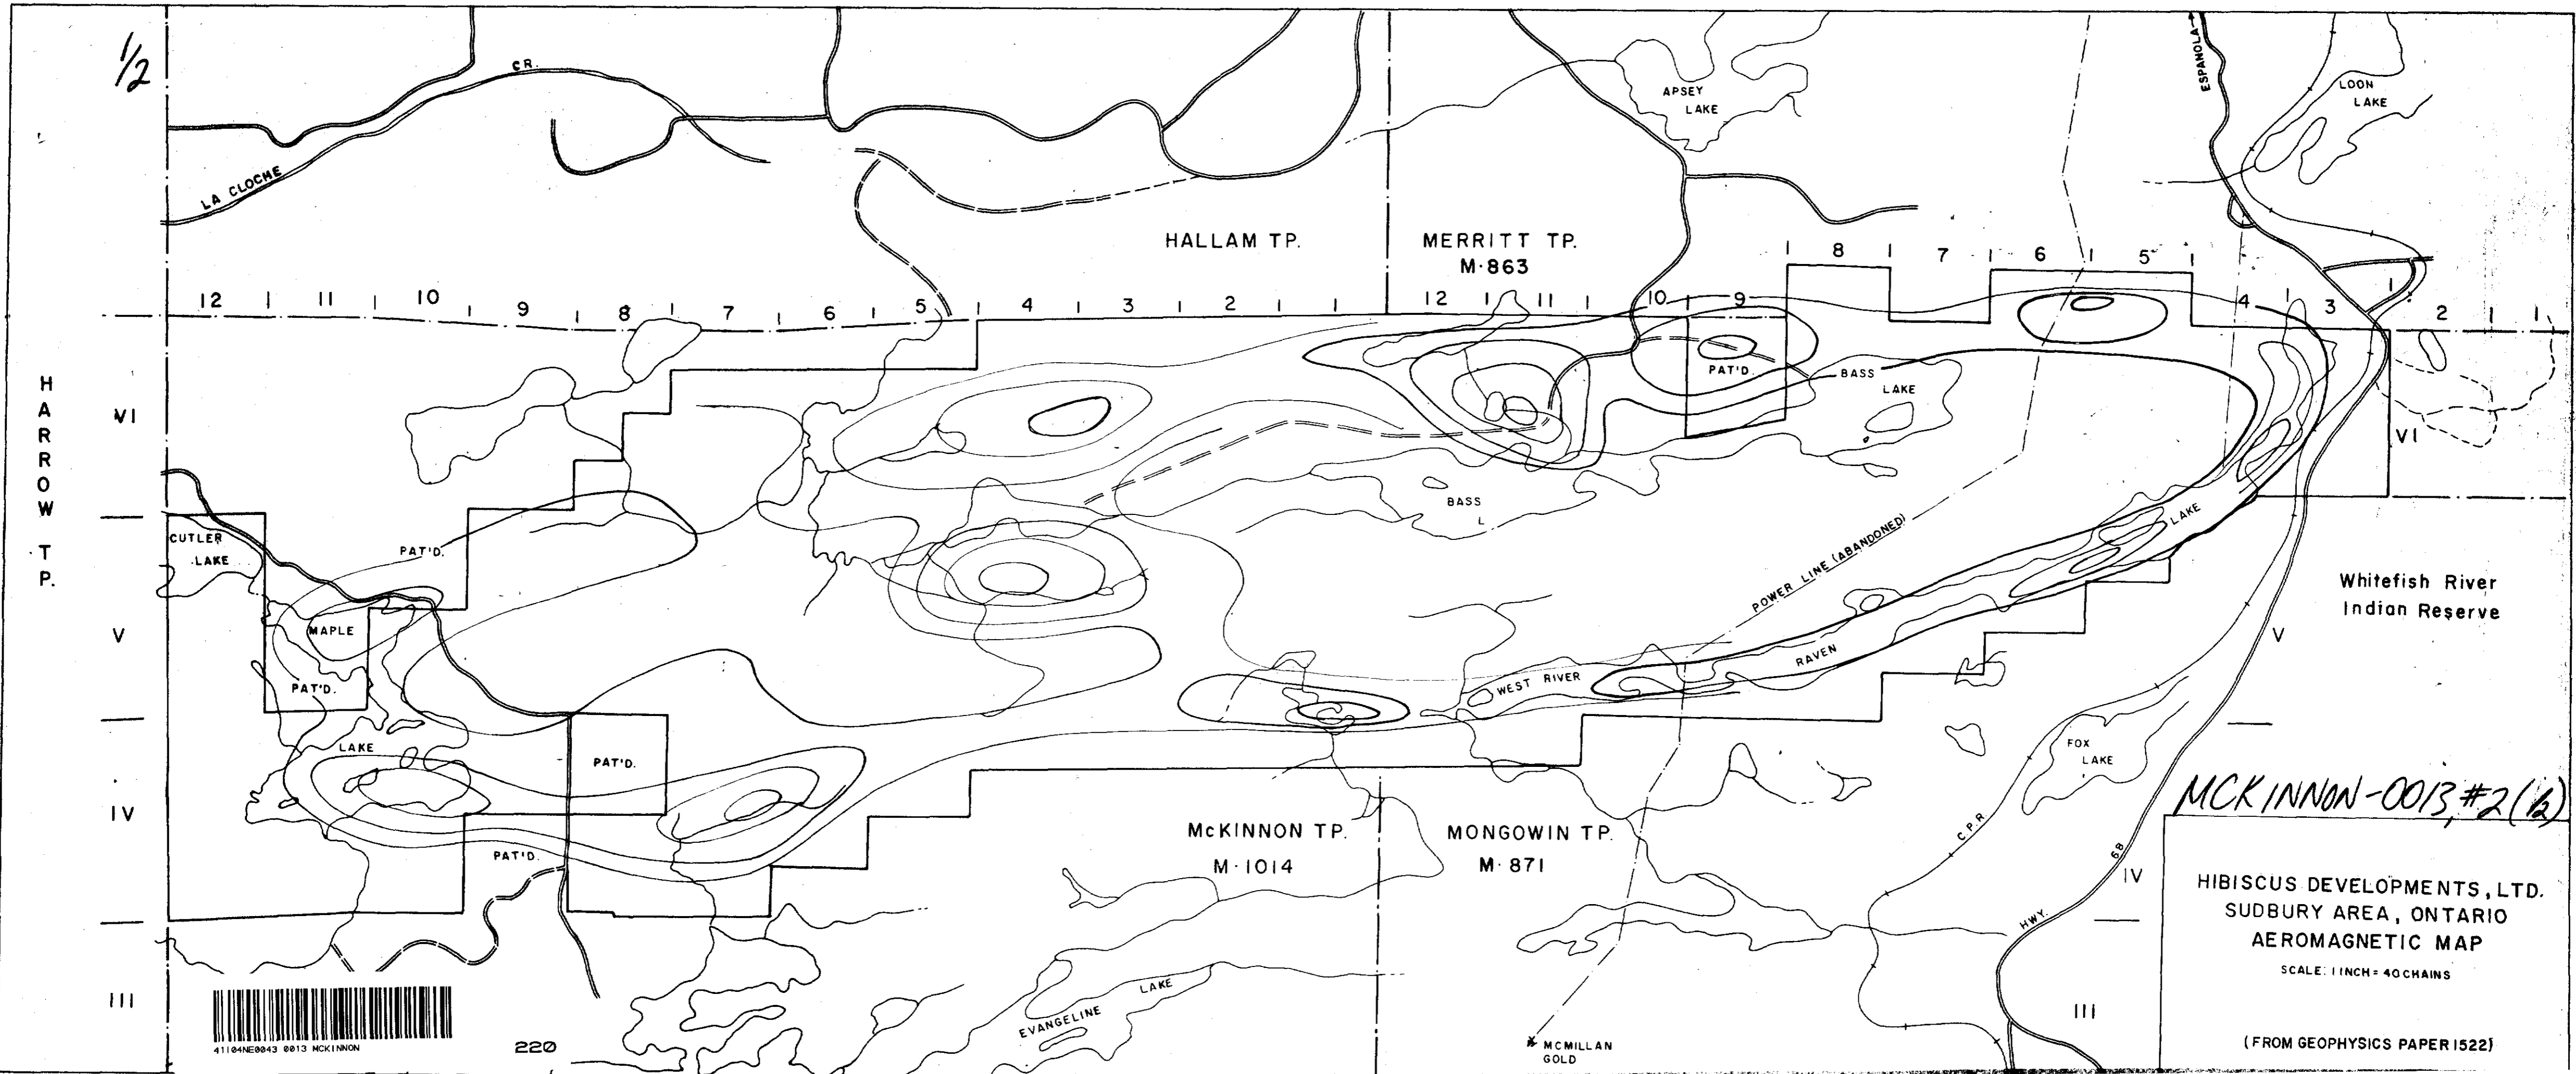 1/2
CR.
LA CLOCHE
APSEY
LAKE
ESPANOLA
LOON
LAKE
HALLAM TP.
MERRITT TP.
M·863
8
7
6
5
12
11
10
9
8
7
6
5
4
3
2
1
12
11
10
9
4
3
2
1
HARROW TP.
VI
PAT'D.
BASS
LAKE
VI
BASS
L
CUTLER
LAKE
PAT'D.
LAKE
POWER LINE (ABANDONED)
Whitefish River
Indian Reserve
V
MAPLE
PAT'D.
V
RAVEN
WEST RIVER
LAKE
PAT'D.
FOX
LAKE
MCKINNON-0013,#2(1/2)
IV
McKINNON TP.
M·1014
MONGOWIN TP.
M·871
C.P.R.
68
HWY.
IV
PAT'D.
HIBISCUS DEVELOPMENTS, LTD.
SUDBURY AREA, ONTARIO
AEROMAGNETIC MAP
SCALE: 1 INCH = 40 CHAINS
III
III
EVANGELINE
LAKE
41I04NE0043 0013 MCKINNON
220
MCMILLAN
GOLD
(FROM GEOPHYSICS PAPER 1522)